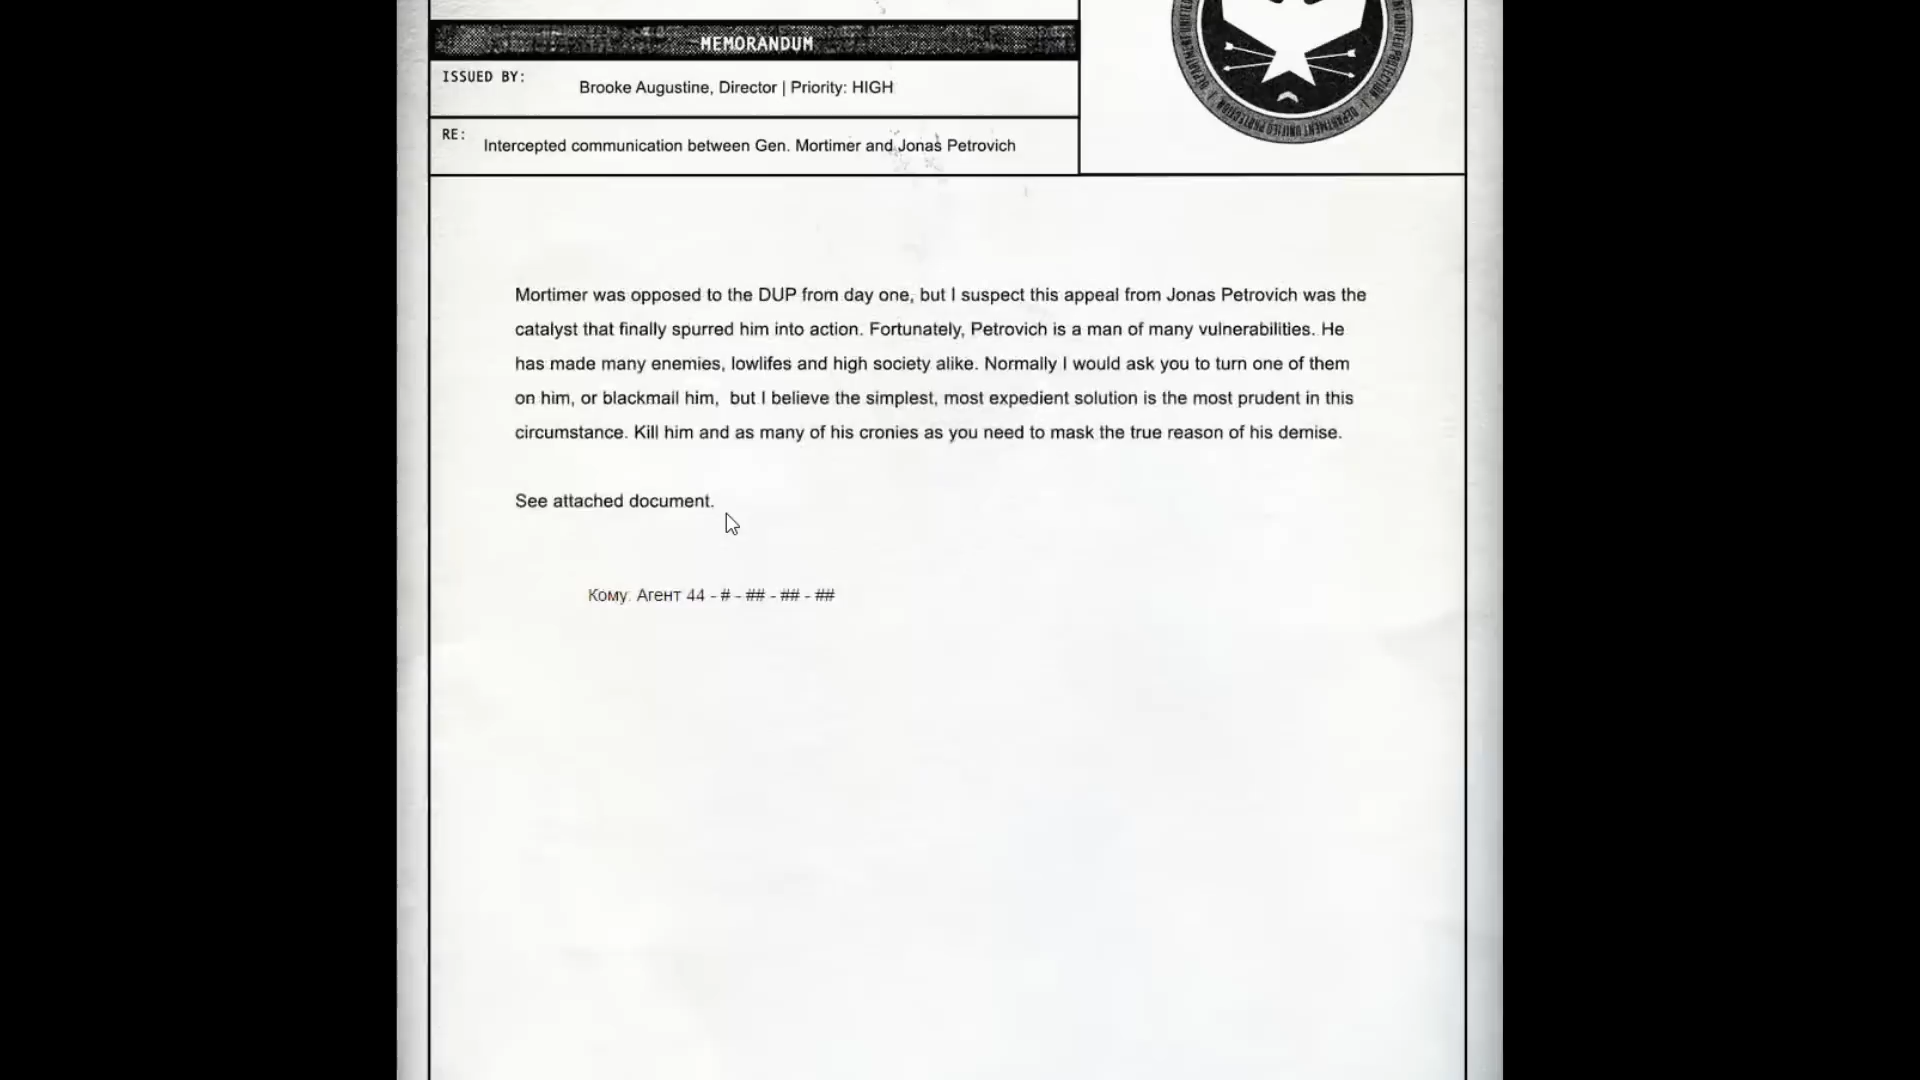 MEMORANDUM
ISSUED BY: Brooke Augustine, Director | Priority: HIGH
RE: Intercepted communication between Gen. Mortimer and Jonas Petrovich
DEPARTMENT UNIFIED PROTECTION
Mortimer was opposed to the DUP from day one, but I suspect this appeal from Jonas Petrovich was the
catalyst that finally spurred him into action. Fortunately, Petrovich is a man of many vulnerabilities. He
has made many enemies, lowlifes and high society alike. Normally I would ask you to turn one of them
on him, or blackmail him,  but I believe the simplest, most expedient solution is the most prudent in this
circumstance. Kill him and as many of his cronies as you need to mask the true reason of his demise.
See attached document.
Кому: Агент 44 - # - ## - ## - ##